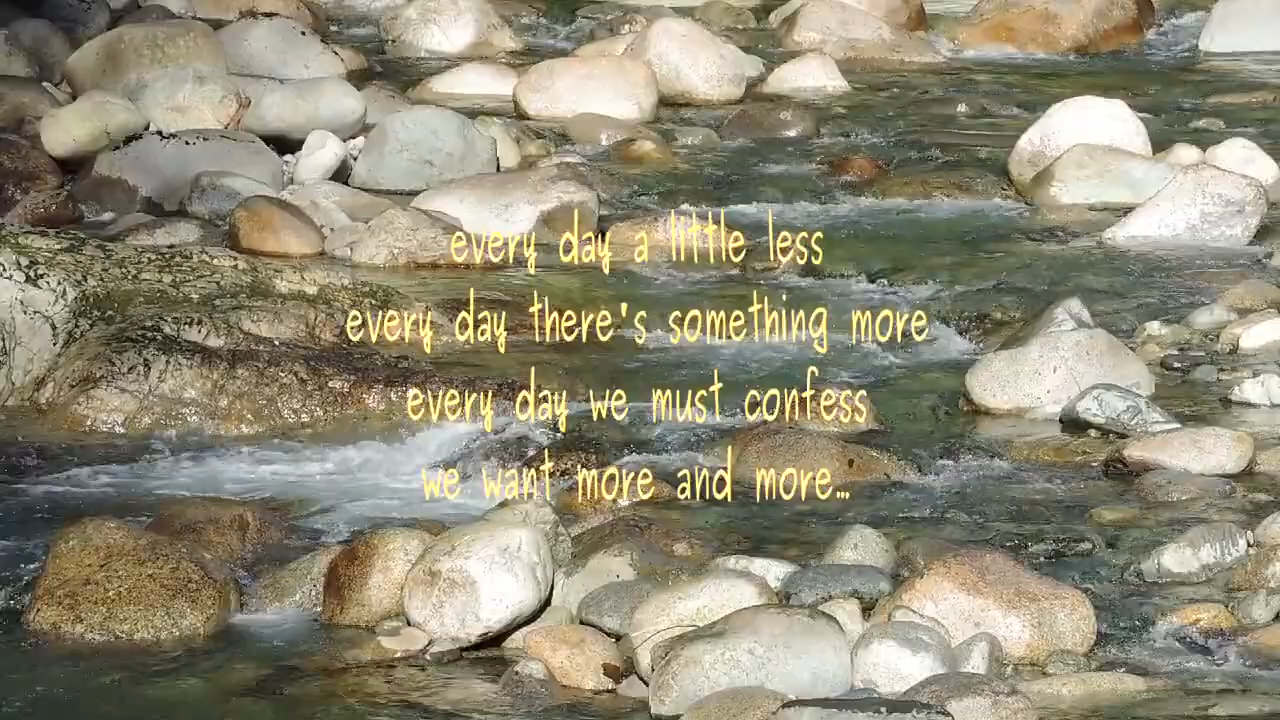 every day a little less
every day there's something more
every day we must confess
we want more and more...